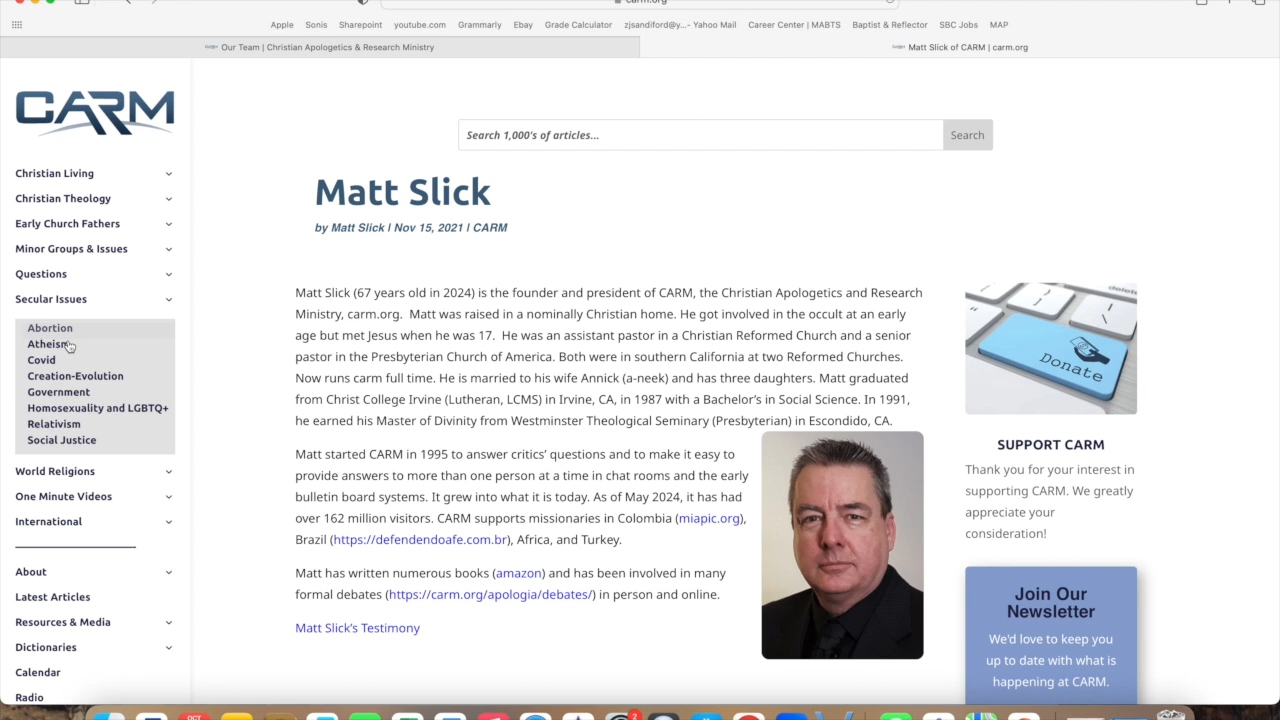 carm.org
Apple Sonis Sharepoint youtube.com Grammarly Ebay Grade Calculator zjsandiford@y...- Yahoo Mail Career Center | MABTS Baptist & Reflector SBC Jobs MAP
Our Team | Christian Apologetics & Research Ministry
Matt Slick of CARM | carm.org
CARM
Christian Living
Christian Theology
Early Church Fathers
Minor Groups & Issues
Questions
Secular Issues
Abortion
Atheism
Covid
Creation-Evolution
Government
Homosexuality and LGBTQ+
Relativism
Social Justice
World Religions
One Minute Videos
International
About
Latest Articles
Resources & Media
Dictionaries
Calendar
Radio
Search 1,000's of articles...
Search
Matt Slick
by Matt Slick | Nov 15, 2021 | CARM
Matt Slick (67 years old in 2024) is the founder and president of CARM, the Christian Apologetics and Research
Ministry, carm.org. Matt was raised in a nominally Christian home. He got involved in the occult at an early
age but met Jesus when he was 17. He was an assistant pastor in a Christian Reformed Church and a senior
pastor in the Presbyterian Church of America. Both were in southern California at two Reformed Churches.
Now runs carm full time. He is married to his wife Annick (a-neek) and has three daughters. Matt graduated
from Christ College Irvine (Lutheran, LCMS) in Irvine, CA, in 1987 with a Bachelor's in Social Science. In 1991,
he earned his Master of Divinity from Westminster Theological Seminary (Presbyterian) in Escondido, CA.
Matt started CARM in 1995 to answer critics' questions and to make it easy to
provide answers to more than one person at a time in chat rooms and the early
bulletin board systems. It grew into what it is today. As of May 2024, it has had
over 162 million visitors. CARM supports missionaries in Colombia (miapic.org),
Brazil (https://defendendoafe.com.br), Africa, and Turkey.
Matt has written numerous books (amazon) and has been involved in many
formal debates (https://carm.org/apologia/debates/) in person and online.
Matt Slick's Testimony
delete
Donate
SUPPORT CARM
Thank you for your interest in
supporting CARM. We greatly
appreciate your
consideration!
Join Our
Newsletter
We'd love to keep you
up to date with what is
happening at CARM.
OCT
2